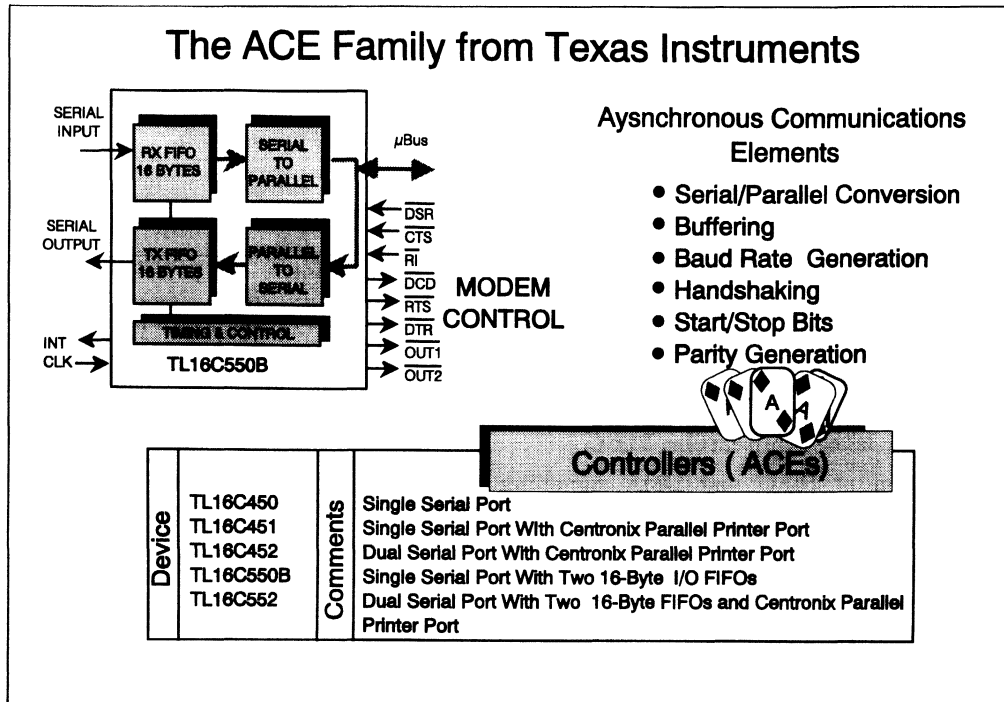 The ACE Family from Texas Instruments
SERIAL
INPUT
RX FIFO
16 BYTES
SERIAL
TO
PARALLEL
µBus
SERIAL
OUTPUT
TX FIFO
16 BYTES
PARALLEL
TO
SERIAL
TIMING & CONTROL
INT
CLK
TL16C550B
DSR
CTS
RI
DCD
RTS
DTR
OUT1
OUT2
MODEM
CONTROL
Aysnchronous Communications
Elements
• Serial/Parallel Conversion
• Buffering
• Baud Rate Generation
• Handshaking
• Start/Stop Bits
• Parity Generation
A
A
Controllers ( ACEs)
Device
Comments
TL16C450 Single Serial Port
TL16C451 Single Serial Port With Centronix Parallel Printer Port
TL16C452 Dual Serial Port With Centronix Parallel Printer Port
TL16C550B Single Serial Port With Two 16-Byte I/O FIFOs
TL16C552 Dual Serial Port With Two 16-Byte FIFOs and Centronix Parallel
Printer Port